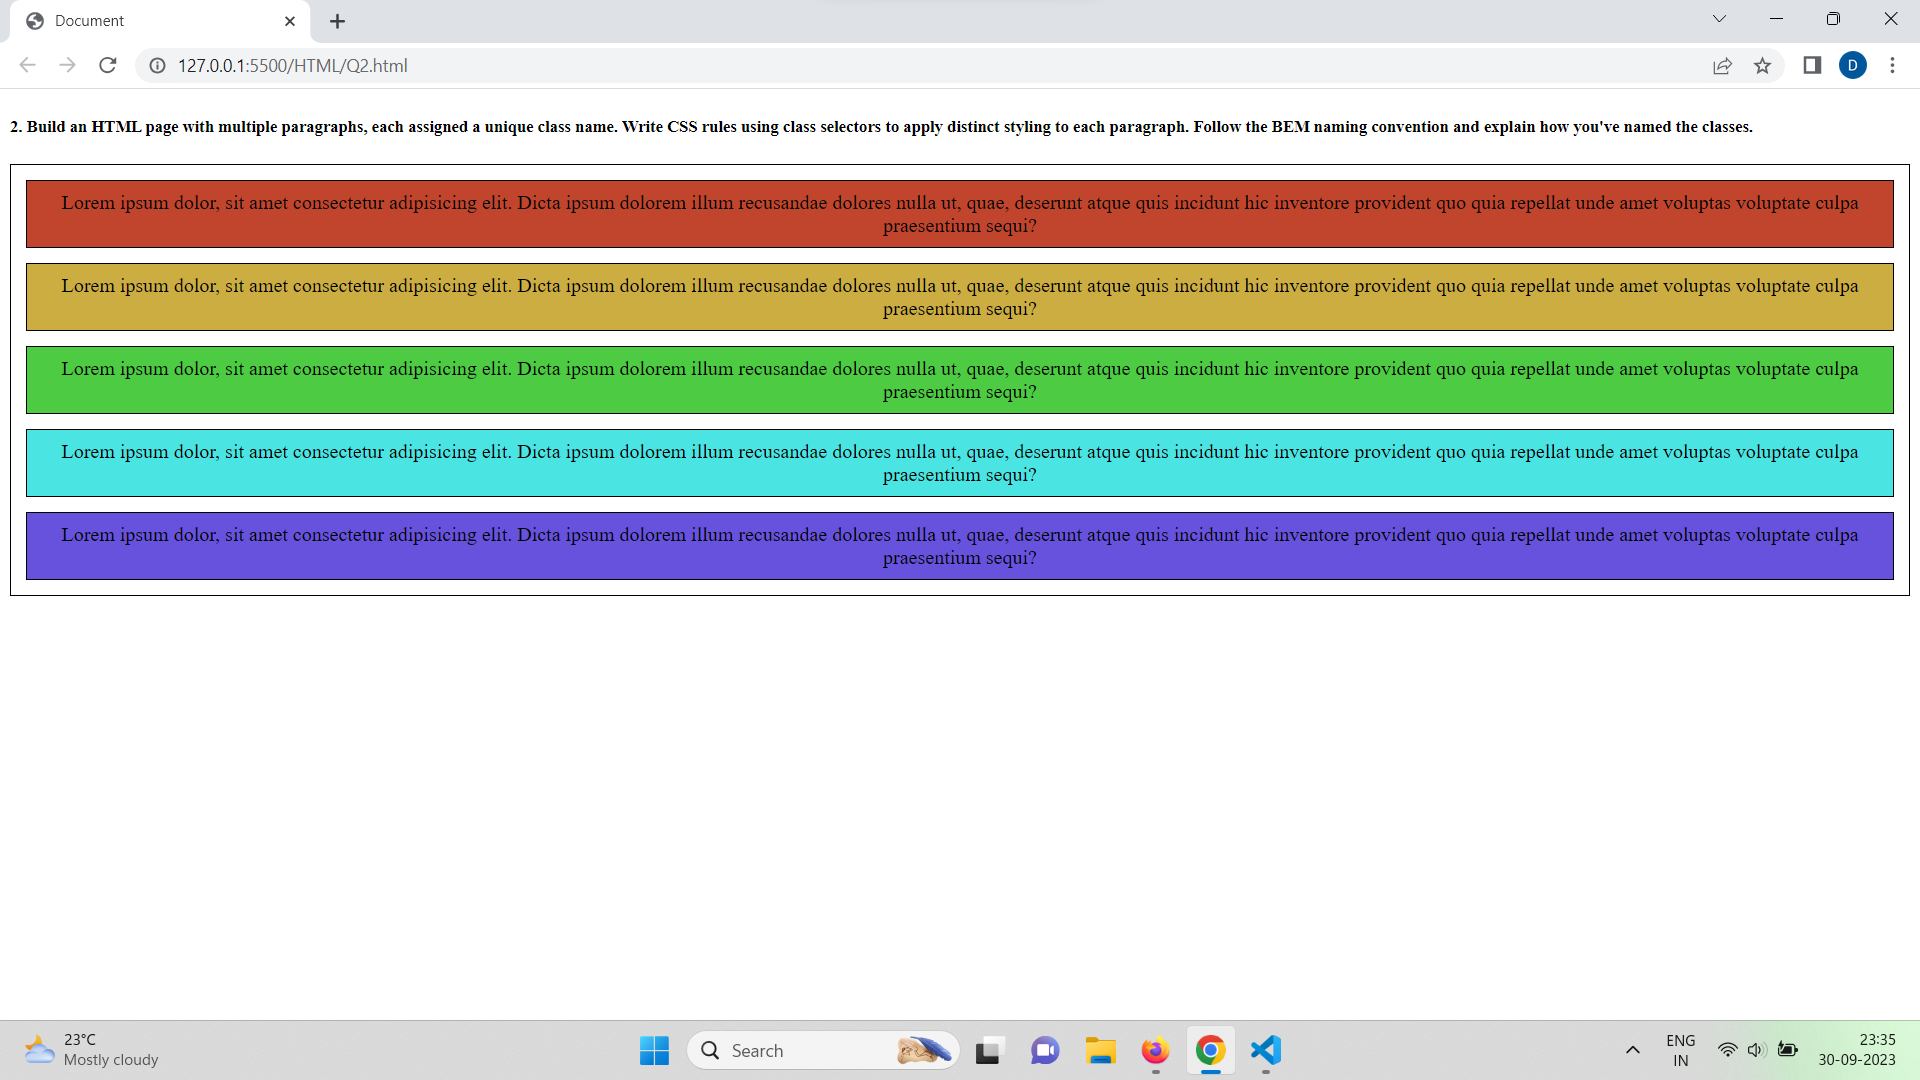 Document
127.0.0.1:5500/HTML/Q2.html
D
2. Build an HTML page with multiple paragraphs, each assigned a unique class name. Write CSS rules using class selectors to apply distinct styling to each paragraph. Follow the BEM naming convention and explain how you've named the classes.
Lorem ipsum dolor, sit amet consectetur adipisicing elit. Dicta ipsum dolorem illum recusandae dolores nulla ut, quae, deserunt atque quis incidunt hic inventore provident quo quia repellat unde amet voluptas voluptate culpa
praesentium sequi?
Lorem ipsum dolor, sit amet consectetur adipisicing elit. Dicta ipsum dolorem illum recusandae dolores nulla ut, quae, deserunt atque quis incidunt hic inventore provident quo quia repellat unde amet voluptas voluptate culpa
praesentium sequi?
Lorem ipsum dolor, sit amet consectetur adipisicing elit. Dicta ipsum dolorem illum recusandae dolores nulla ut, quae, deserunt atque quis incidunt hic inventore provident quo quia repellat unde amet voluptas voluptate culpa
praesentium sequi?
Lorem ipsum dolor, sit amet consectetur adipisicing elit. Dicta ipsum dolorem illum recusandae dolores nulla ut, quae, deserunt atque quis incidunt hic inventore provident quo quia repellat unde amet voluptas voluptate culpa
praesentium sequi?
Lorem ipsum dolor, sit amet consectetur adipisicing elit. Dicta ipsum dolorem illum recusandae dolores nulla ut, quae, deserunt atque quis incidunt hic inventore provident quo quia repellat unde amet voluptas voluptate culpa
praesentium sequi?
23°C
Mostly cloudy
Search
ENG
IN
23:35
30-09-2023